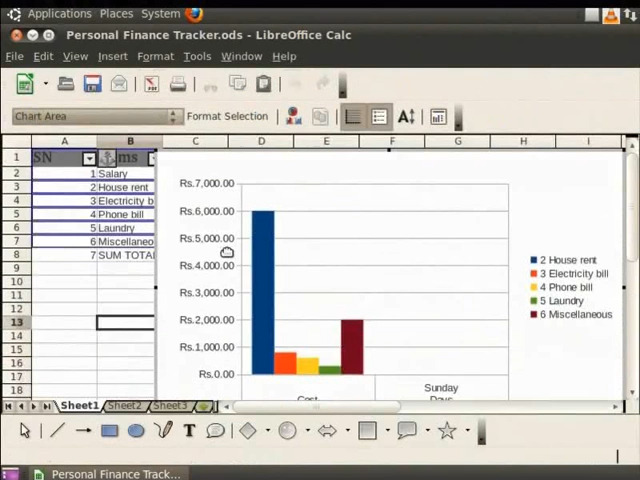 Applications Places System
Personal Finance Tracker.ods - LibreOffice Calc
File Edit View Insert Format Tools Window Help
Chart Area Format Selection
A B C D E F G H I
1 SN ms
2 1 Salary
3 2 House rent
4 3 Electricity b
5 4 Phone bill
6 5 Laundry
7 6 Miscellaneo
8 7 SUM TOTA
9
10
11
12
13
14
15
16
17
18
Rs.7,000.00
Rs.6,000.00
Rs.5,000.00
Rs.4,000.00
Rs.3,000.00
Rs.2,000.00
Rs.1,000.00
Rs.0.00
2 House rent
3 Electricity bill
4 Phone bill
5 Laundry
6 Miscellaneous
Sunday
Cost Days
Sheet1 Sheet2 Sheet3
T
Personal Finance Track...